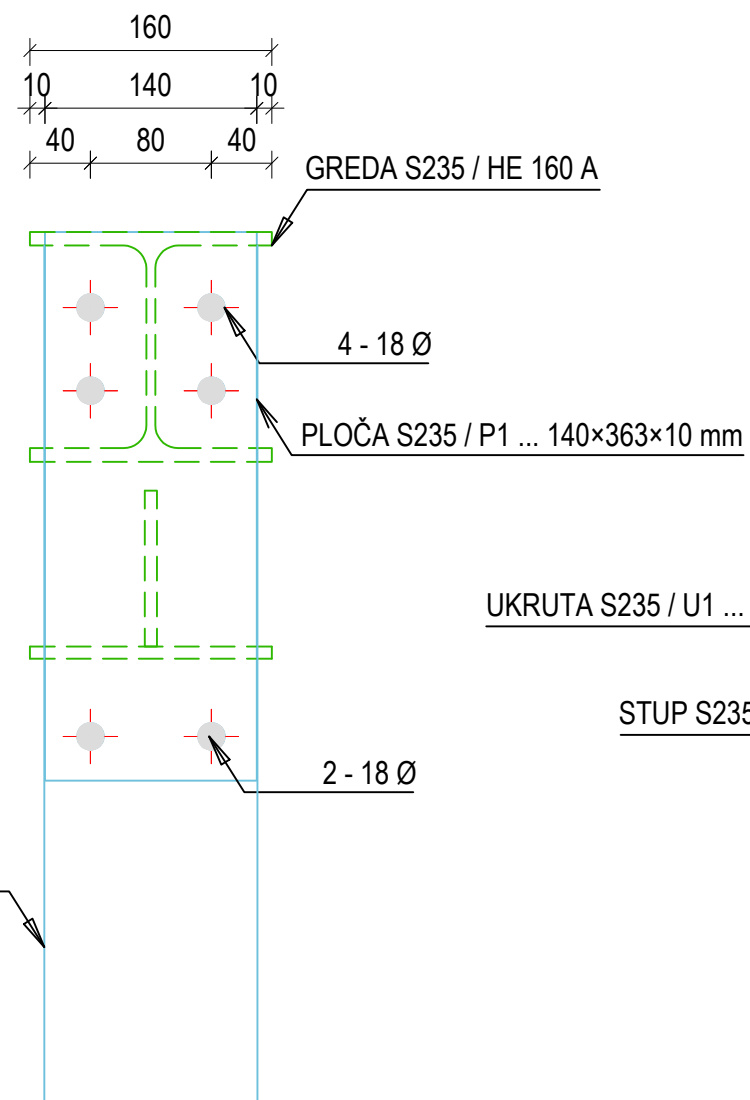 160
10 140 10
40 80 40
GREDA S235 / HE 160 A
4 - 18 Ø
PLOČA S235 / P1 ... 140×363×10 mm
UKRUTA S235 / U1 ...
STUP S235
2 - 18 Ø